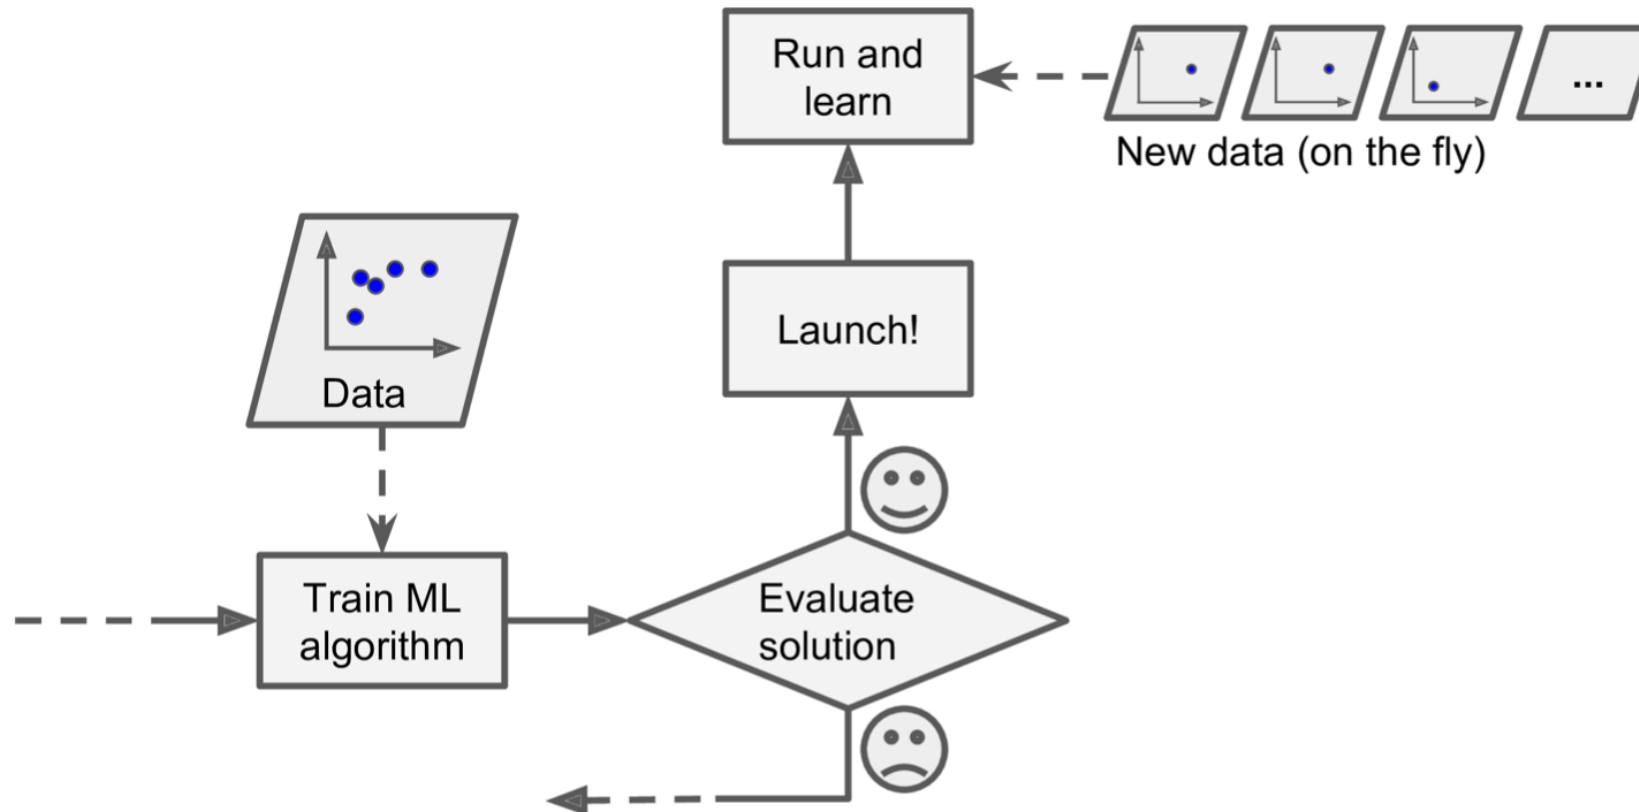 Run and
learn
...
New data (on the fly)
Launch!
Data
Train ML
algorithm
Evaluate
solution